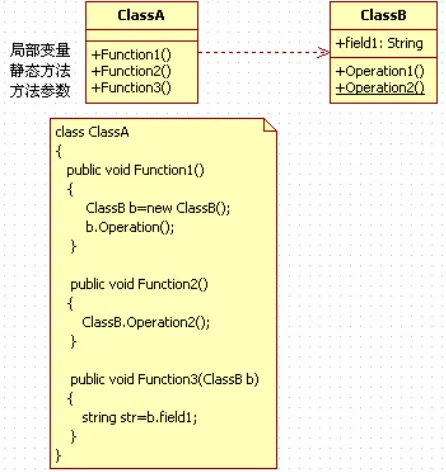 ClassA
ClassB
+field1: String
局部变量
+Function1()
静态方法
+Function2()
+Operation1()
方法参数
+Function3()
+Operation2()
class ClassA
{
public void Function1()
{
ClassB b=new ClassB();
b.Operation();
}
public void Function2()
{
ClassB.Operation2();
}
public void Function3(ClassB b)
{
string str=b.field1;
}
}